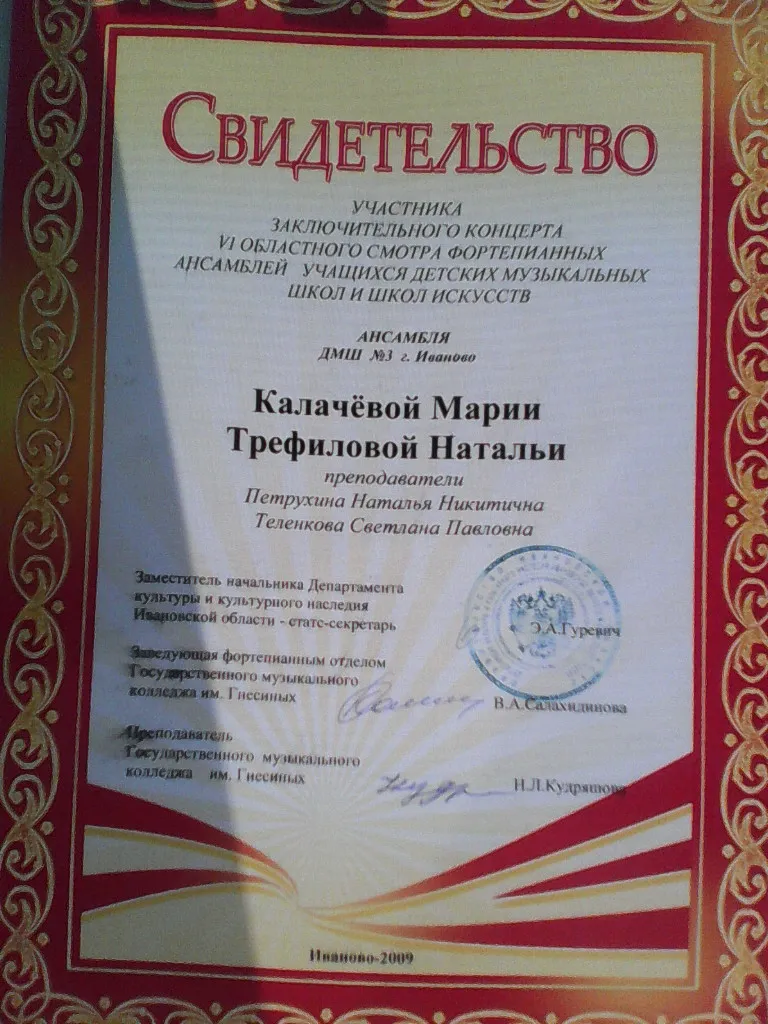 Свидетельство
УЧАСТНИКА
ЗАКЛЮЧИТЕЛЬНОГО КОНЦЕРТА
VI ОБЛАСТНОГО СМОТРА ФОРТЕПИАННЫХ
АНСАМБЛЕЙ УЧАЩИХСЯ ДЕТСКИХ МУЗЫКАЛЬНЫХ
ШКОЛ И ШКОЛ ИСКУССТВ
АНСАМБЛЯ
ДМШ №3 г. Иваново
Калачёвой Марии
Трефиловой Натальи
преподаватели
Петрухина Наталья Никитична
Теленкова Светлана Павловна
Заместитель начальника Департамента
культуры и культурного наследия
Ивановской области - статс-секретарь
Э.А.Гуревич
Заведующая фортепианным отделом
Государственного музыкального
колледжа им. Гнесиных
В.А.Салахидинова
Преподаватель
Государственного музыкального
колледжа им. Гнесиных
Н.Л.Кудряшова
Иваново-2009